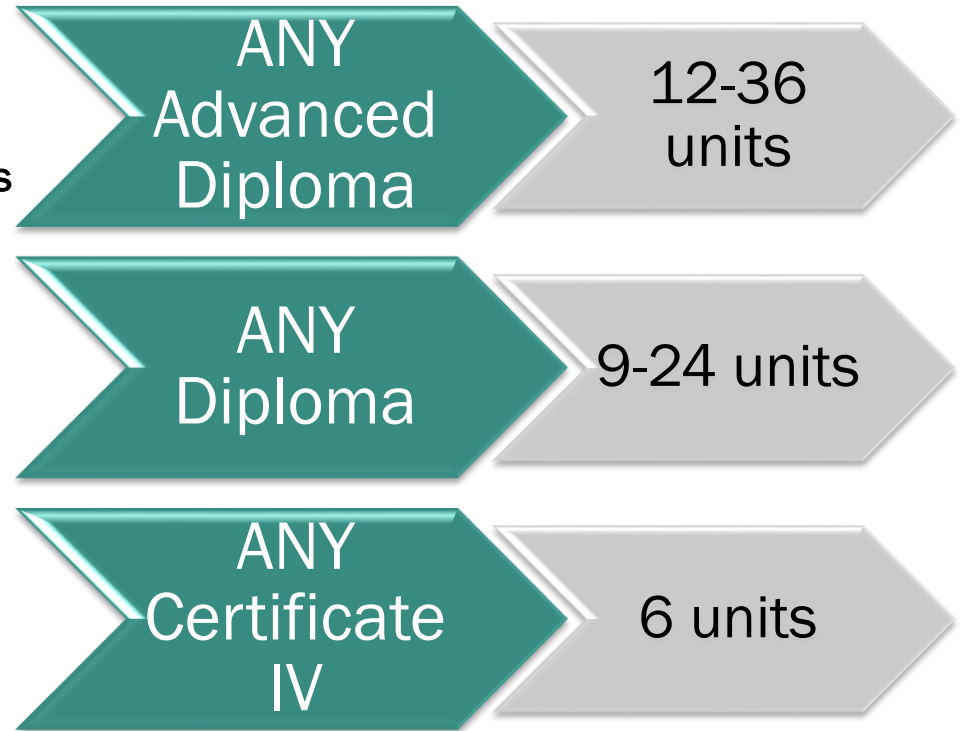 ANY
Advanced
Diploma
12-36
units
s
ANY
Diploma
9-24 units
ANY
Certificate
IV
6 units